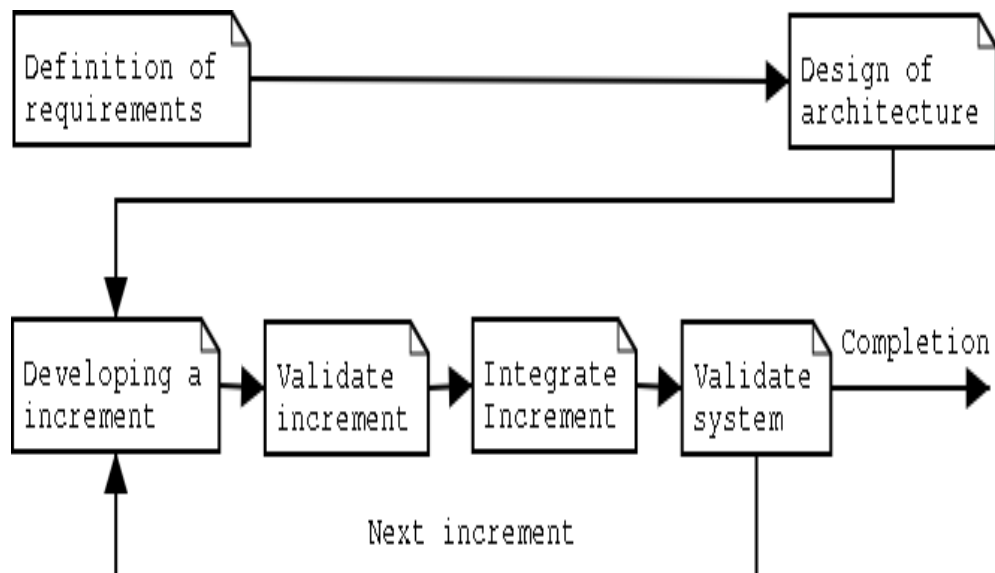 Definition of
requirements
Design of
architecture
Developing a
increment
Validate
increment
Integrate
Increment
Validate
system
Completion
Next increment